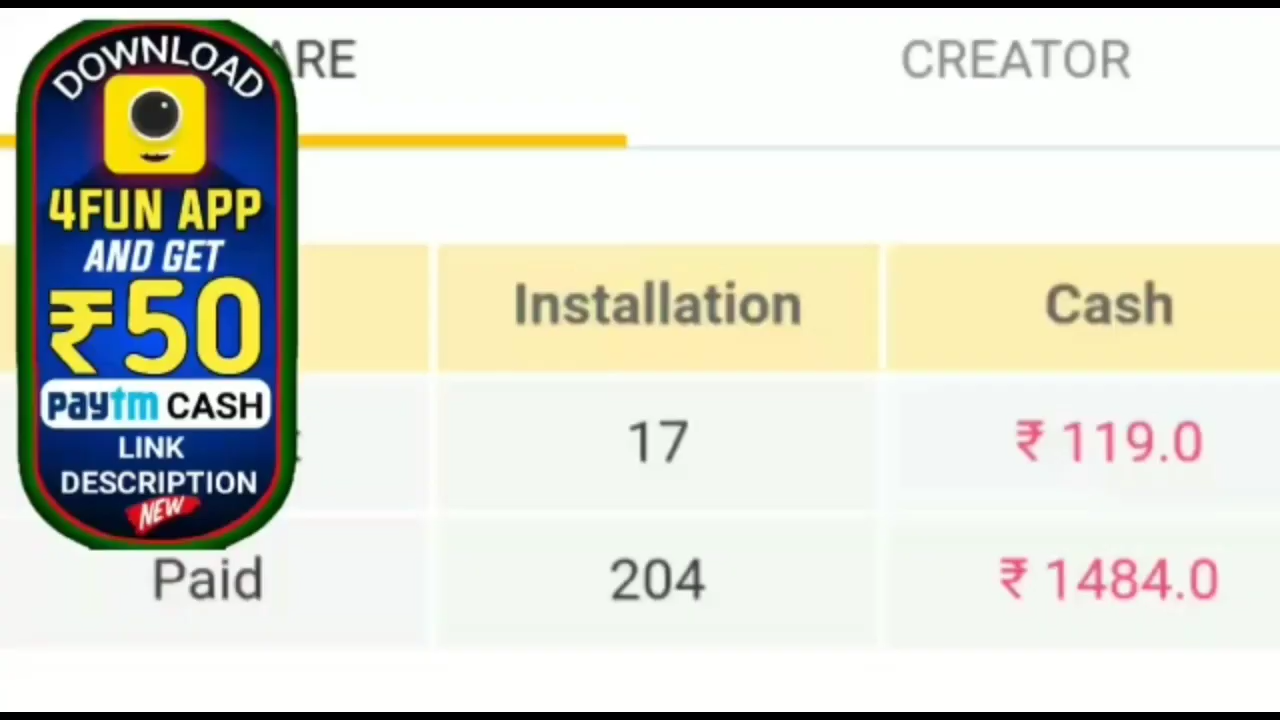 DOWNLOAD
4FUN APP
AND GET
₹50
paytm CASH
LINK
DESCRIPTION
NEW
CREATOR
Installation
Cash
17
₹ 119.0
Paid
204
₹ 1484.0